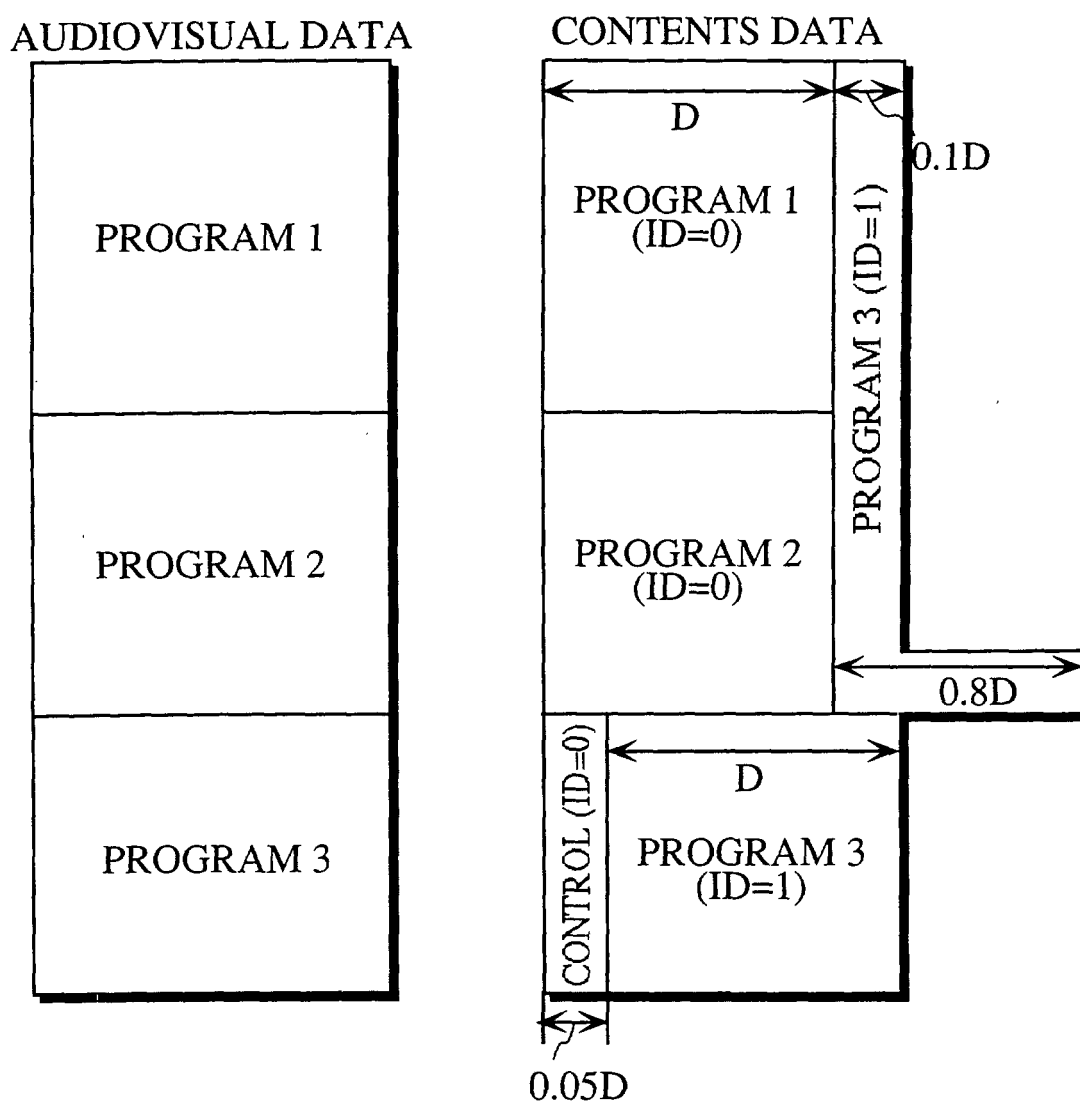 AUDIOVISUAL DATA
PROGRAM 1
PROGRAM 2
PROGRAM 3
CONTENTS DATA
D
0.1D
PROGRAM 1
(ID=0)
PROGRAM 3 (ID=1)
PROGRAM 2
(ID=0)
0.8D
CONTROL (ID=0)
D
PROGRAM 3
(ID=1)
0.05D